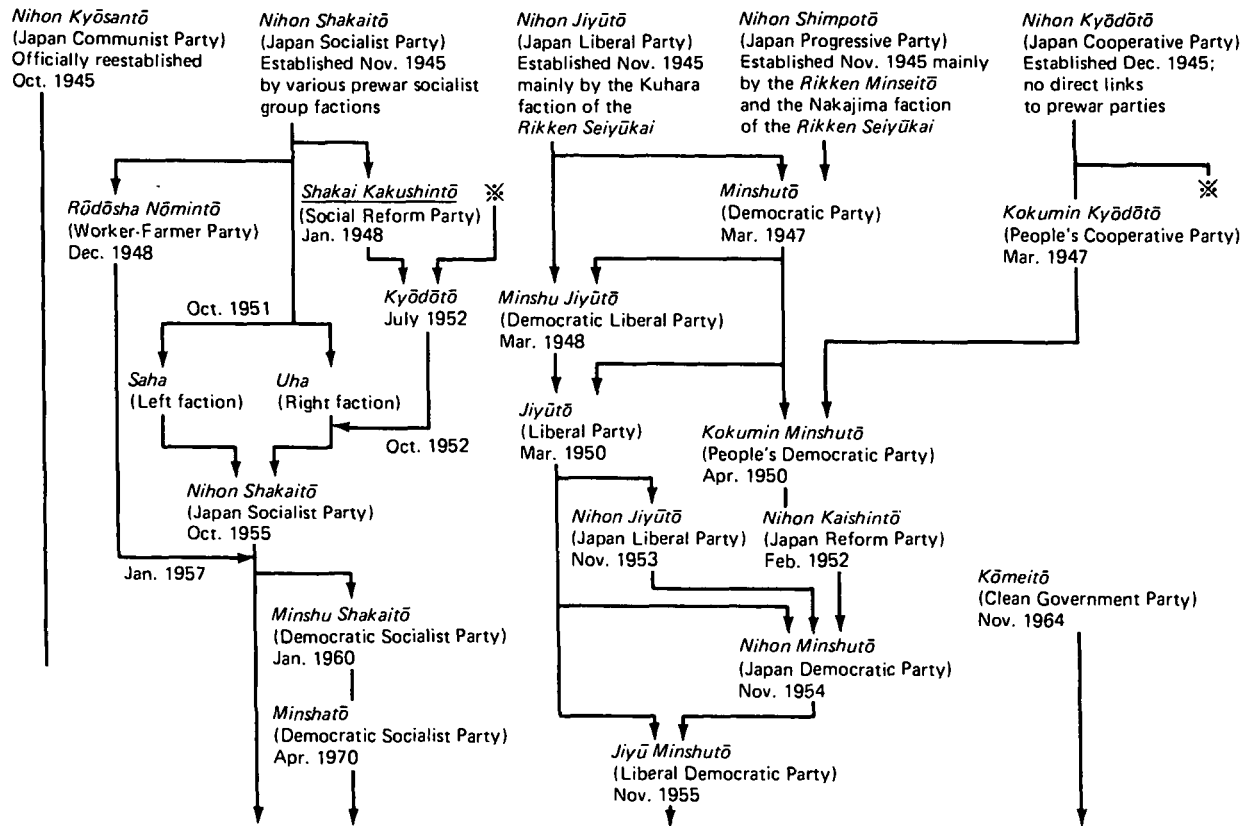 Nihon Kyōsantō
(Japan Communist Party)
Officially reestablished
Oct. 1945
Nihon Shakaitō
(Japan Socialist Party)
Established Nov. 1945
by various prewar socialist
group factions
Nihon Jiyūtō
(Japan Liberal Party)
Established Nov. 1945
mainly by the Kuhara
faction of the
Rikken Seiyūkai
Nihon Shimpotō
(Japan Progressive Party)
Established Nov. 1945 mainly
by the Rikken Minseitō
and the Nakajima faction
of the Rikken Seiyūkai
Nihon Kyōdōtō
(Japan Cooperative Party)
Established Dec. 1945;
no direct links
to prewar parties
Rōdōsha Nōmintō
(Worker-Farmer Party)
Dec. 1948
Shakai Kakushintō
(Social Reform Party)
Jan. 1948
※
Minshutō
(Democratic Party)
Mar. 1947
※
Kokumin Kyōdōtō
(People's Cooperative Party)
Mar. 1947
Oct. 1951
Kyōdōtō
July 1952
Minshu Jiyūtō
(Democratic Liberal Party)
Mar. 1948
Saha
(Left faction)
Uha
(Right faction)
Oct. 1952
Jiyūtō
(Liberal Party)
Mar. 1950
Kokumin Minshutō
(People's Democratic Party)
Apr. 1950
Nihon Shakaitō
(Japan Socialist Party)
Oct. 1955
Nihon Jiyūtō
(Japan Liberal Party)
Nov. 1953
Nihon Kaishintō
(Japan Reform Party)
Feb. 1952
Jan. 1957
Minshu Shakaitō
(Democratic Socialist Party)
Jan. 1960
Nihon Minshutō
(Japan Democratic Party)
Nov. 1954
Kōmeitō
(Clean Government Party)
Nov. 1964
Minshatō
(Democratic Socialist Party)
Apr. 1970
Jiyū Minshutō
(Liberal Democratic Party)
Nov. 1955